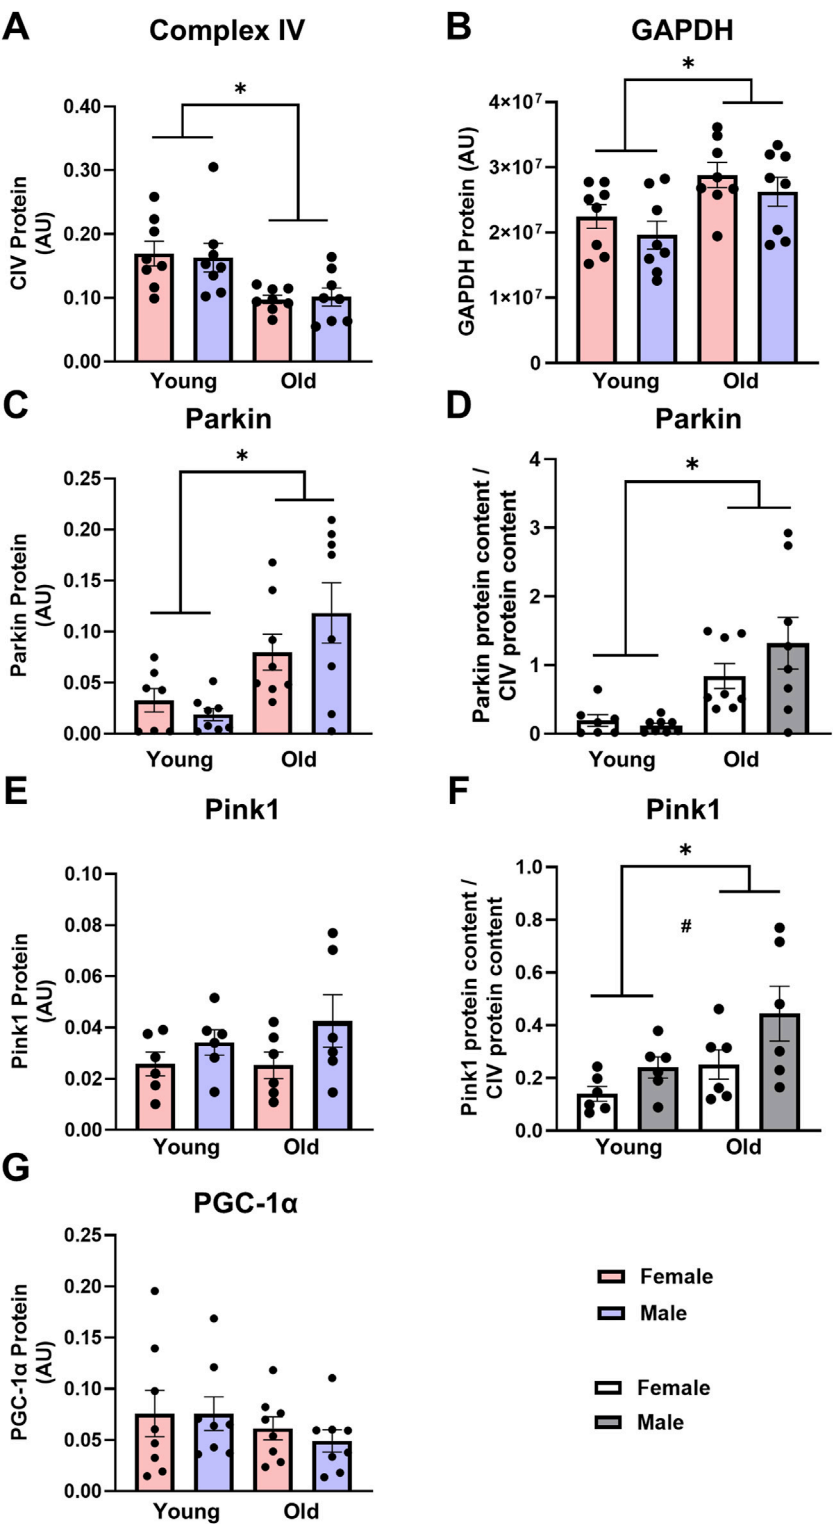 A
Complex IV
CIV Protein
(AU)
0.40
0.30
0.20
0.10
0.00
*
Young
Old
B
GAPDH
GAPDH Protein (AU)
4×10⁷
3×10⁷
2×10⁷
1×10⁷
0
*
Young
Old
C
Parkin
Parkin Protein
(AU)
0.25
0.20
0.15
0.10
0.05
0.00
*
Young
Old
D
Parkin
Parkin protein content /
CIV protein content
4
3
2
1
0
*
Young
Old
E
Pink1
Pink1 Protein
(AU)
0.10
0.08
0.06
0.04
0.02
0.00
Young
Old
F
Pink1
Pink1 protein content /
CIV protein content
1.0
0.8
0.6
0.4
0.2
0.0
*
#
Young
Old
G
PGC-1α
PGC-1α Protein
(AU)
0.25
0.20
0.15
0.10
0.05
0.00
Young
Old
Female
Male
Female
Male